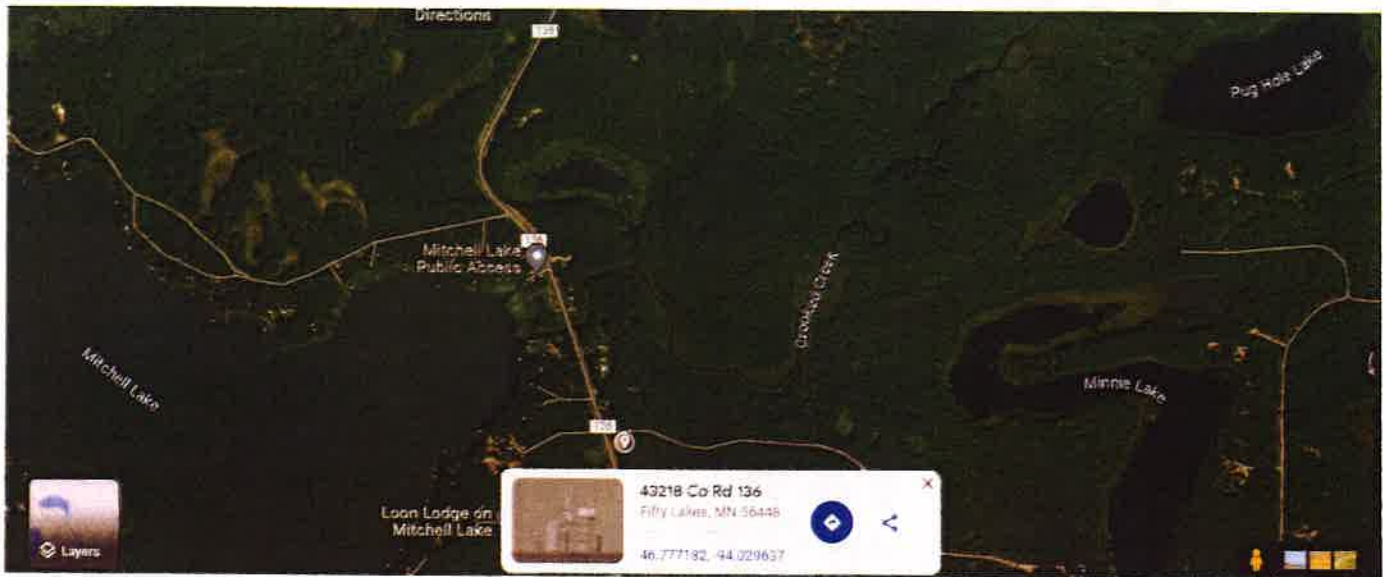 Directions
136
Pug Hole Lake
136
Mitchell Lake
Public Access
Crooked Creek
Mitchell Lake
Minnie Lake
136
Loon Lodge on
Mitchell Lake
Layers
43218 Co Rd 136
Fifty Lakes, MN 56448
46.777182, -94.029637